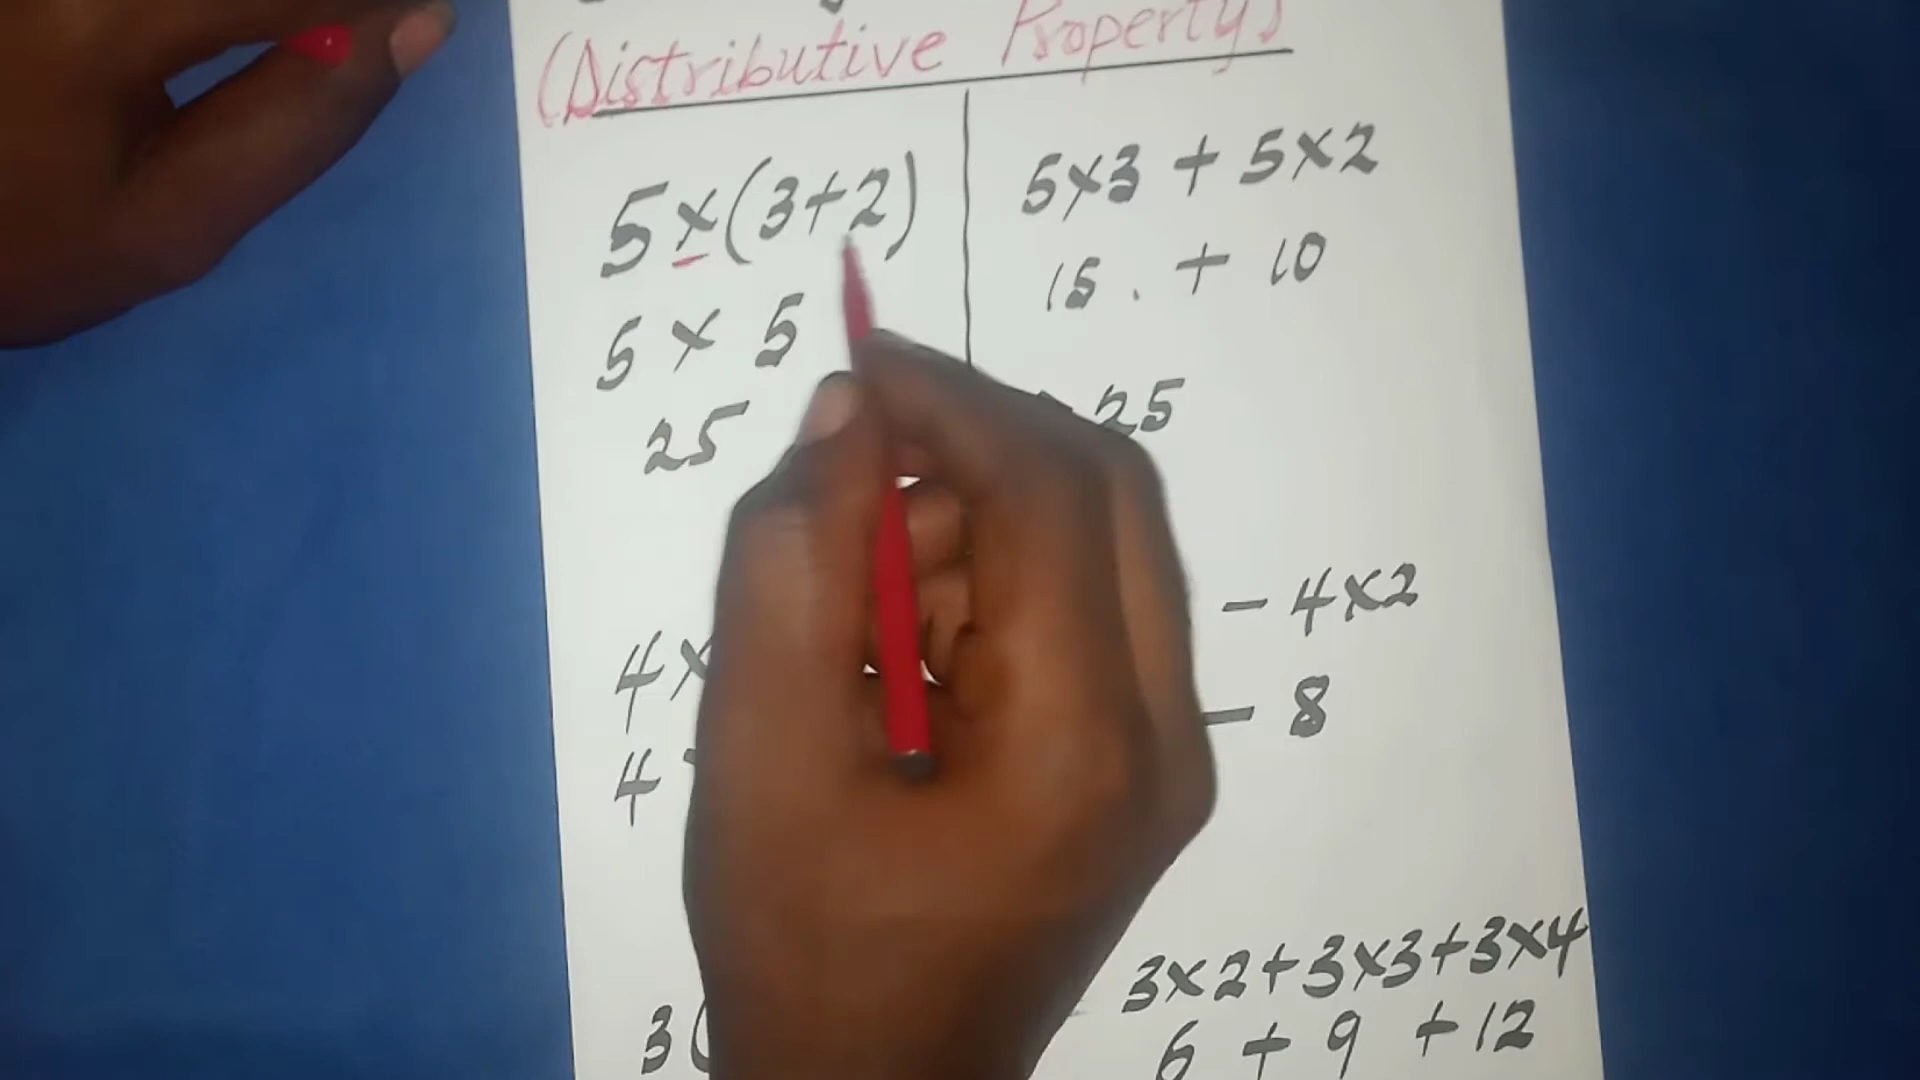 (Distributive Property)
5×(3+2)
5 × 5
25
5×3 + 5×2
15 . + 10
25
4×
4
- 4×2
- 8
3(
3×2+3×3+3×4
6 + 9 + 12